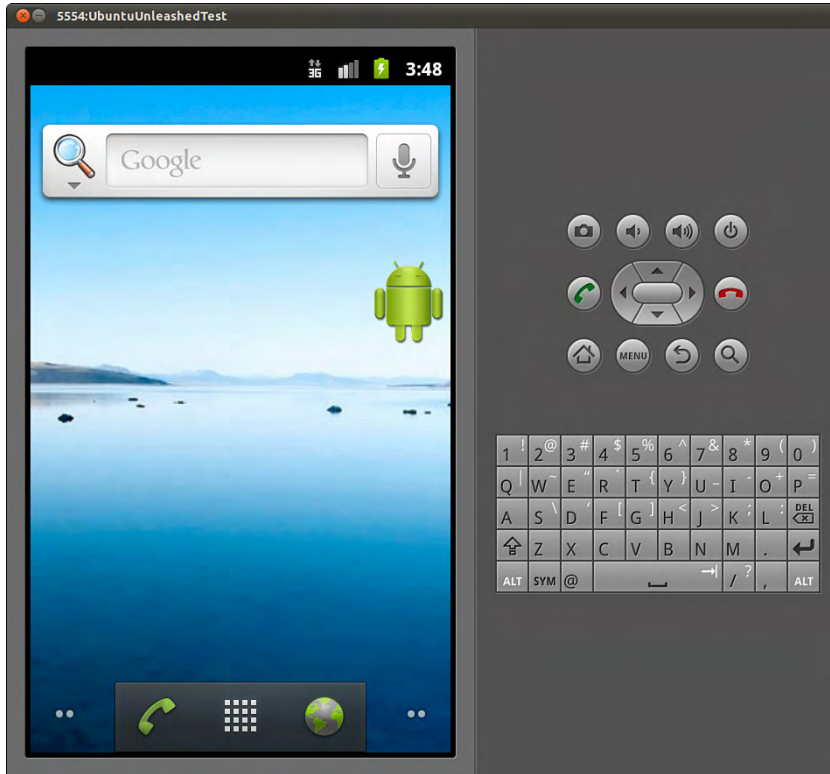 5554:UbuntuUnleashedTest
3G 3:48
Google
MENU
1 ! 2 @ 3 # 4 $ 5 % 6 ^ 7 & 8 * 9 ( 0 )
Q | W ~ E “ R ` T { Y } U _ I - O + P =
A S \ D ‘ F [ G ] H < J > K ; L : DEL
Z X C V B N M .
ALT SYM @ / ? , ALT